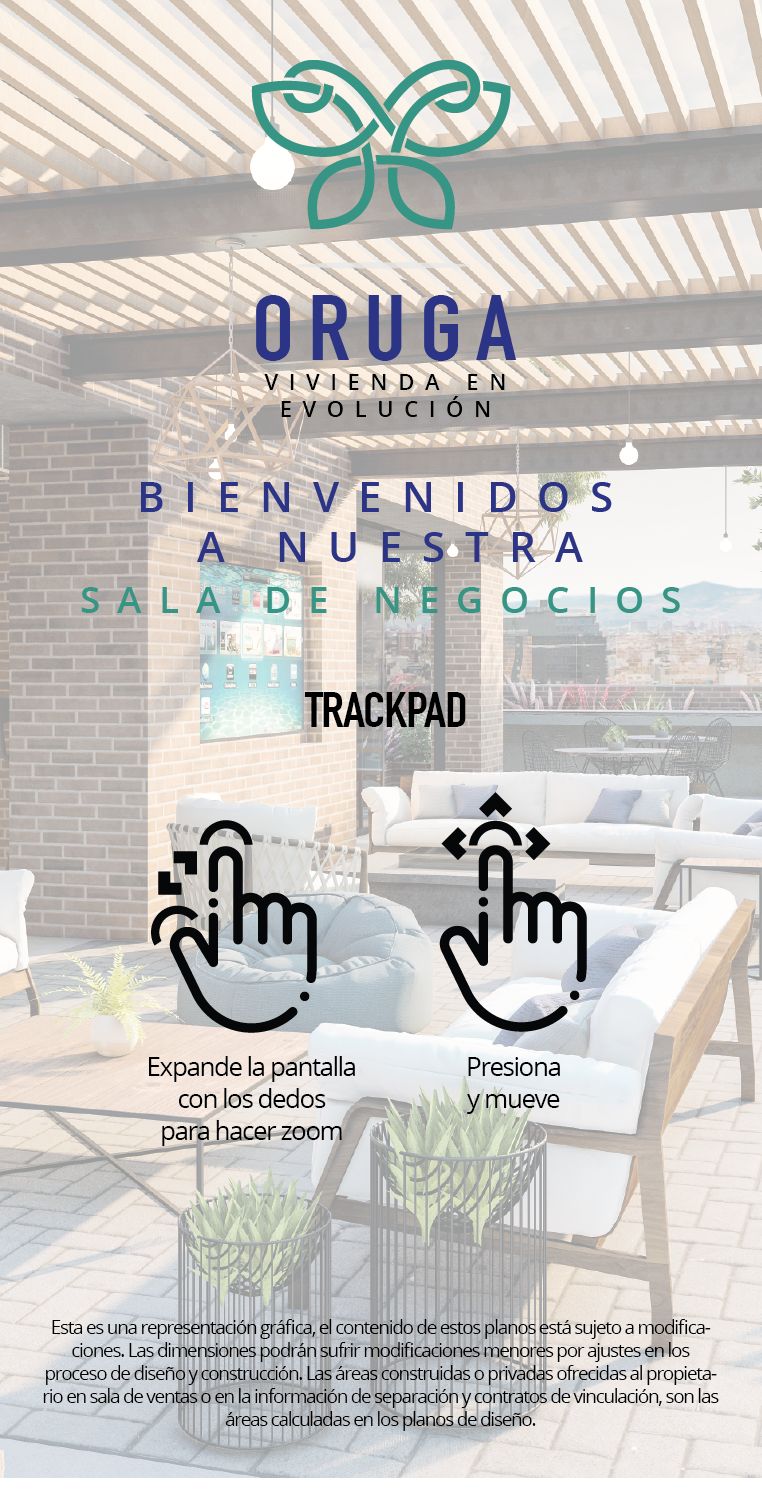 ORUGA
VIVIENDA EN
EVOLUCIÓN
BIENVENIDOS
A NUESTRA
SALA DE NEGOCIOS
TRACKPAD
Expande la pantalla
con los dedos
para hacer zoom
Presiona
y mueve
Esta es una representación gráfica, el contenido de estos planos está sujeto a modifica-
ciones. Las dimensiones podrán sufrir modificaciones menores por ajustes en los
proceso de diseño y construcción. Las áreas construidas o privadas ofrecidas al propieta-
rio en sala de ventas o en la información de separación y contratos de vinculación, son las
áreas calculadas en los planos de diseño.